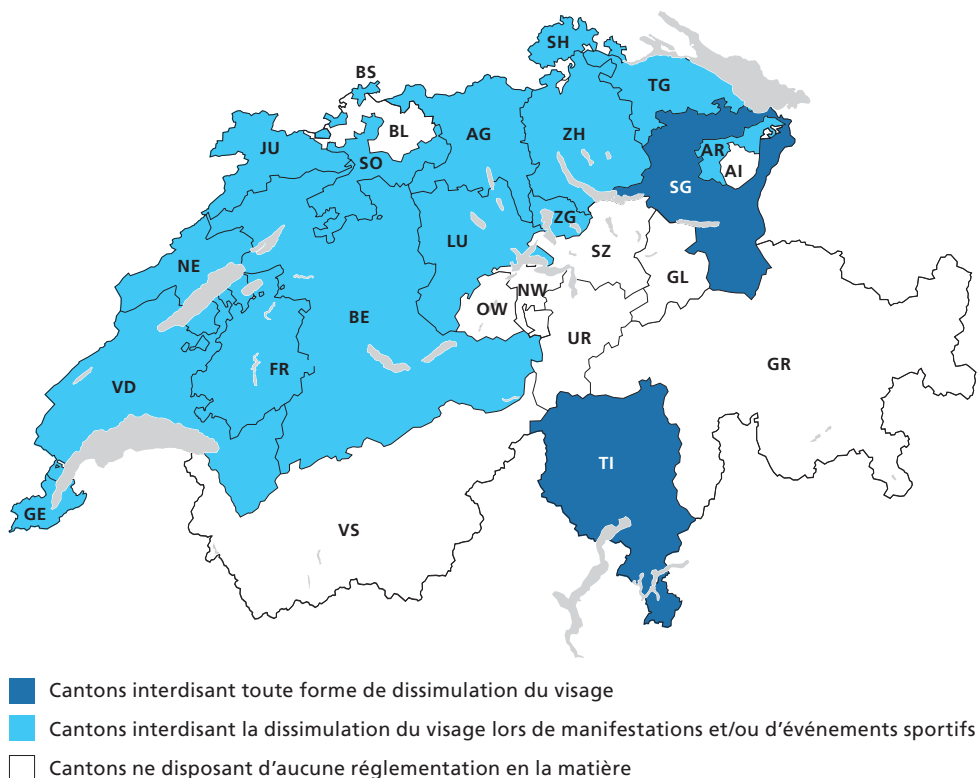 SH
BS
TG
BL
AG
ZH
JU
SO
AR
AI
SG
ZG
LU
SZ
NE
GL
NW
OW
BE
UR
GR
FR
VD
TI
GE
VS
Cantons interdisant toute forme de dissimulation du visage
Cantons interdisant la dissimulation du visage lors de manifestations et/ou d'événements sportifs
Cantons ne disposant d'aucune réglementation en la matière